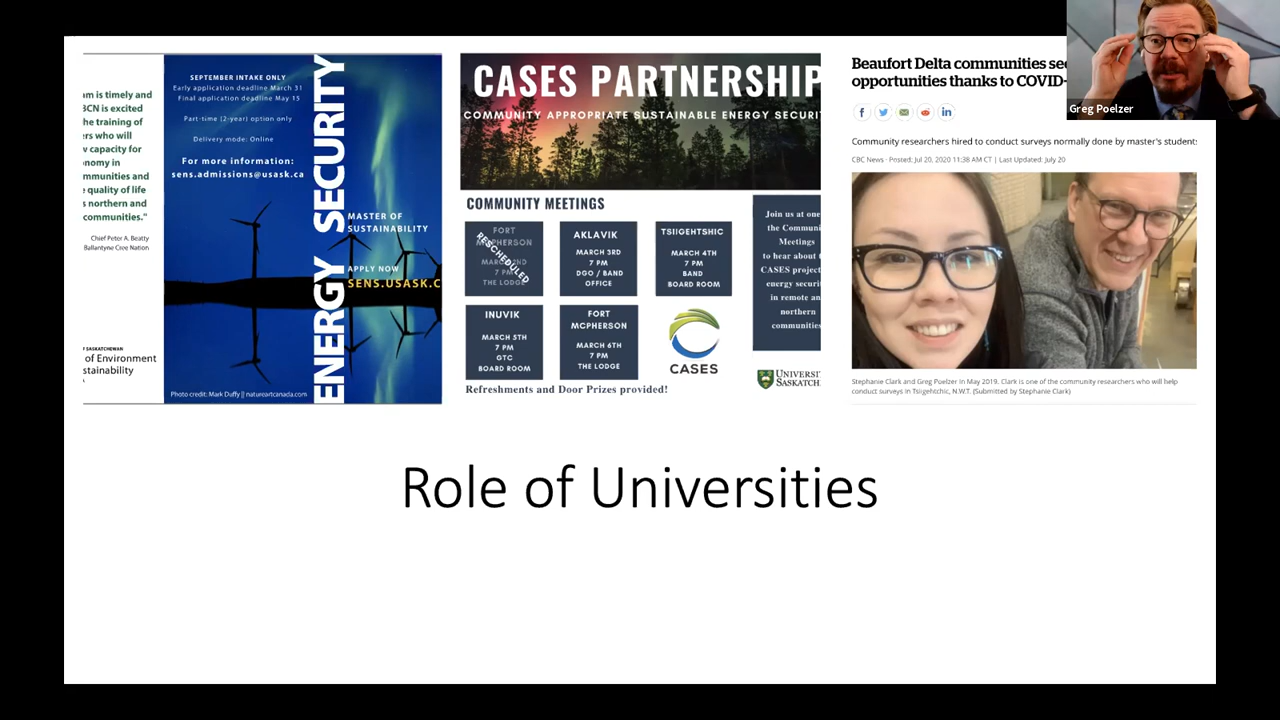 am is timely and
BCN is excited
he training of
rs who will
w capacity for
nomy in
mmunities and
e quality of life
s northern and
communities."
Chief Peter A. Beatty
Ballantyne Cree Nation
F SASKATCHEWAN
of Environment
stainability
SEPTEMBER INTAKE ONLY
Early application deadline March 31
Final application deadline May 15
Part-time (2-year) option only
Delivery mode: Online
For more information:
sens.admissions@usask.ca
ENERGY SECURITY
MASTER OF
SUSTAINABILITY
APPLY NOW
SENS.USASK.C
Photo credit: Mark Duffy || natureartcanada.com
CASES PARTNERSHIP
COMMUNITY APPROPRIATE SUSTAINABLE ENERGY SECURI
COMMUNITY MEETINGS
FORT
MCPHERSON
MARCH 2ND
7 PM
THE LODGE
RESCHEDULED
AKLAVIK
MARCH 3RD
7 PM
DGO / BAND
OFFICE
TSIIGEHTSHIC
MARCH 4TH
7 PM
BAND
BOARD ROOM
INUVIK
MARCH 5TH
7 PM
GTC
BOARD ROOM
FORT
MCPHERSON
MARCH 6TH
7 PM
THE LODGE
CASES
Join us at one
the Communi
Meetings
to hear about t
CASES project
energy securit
in remote an
northern
communities
UNIVERSI
SASKATCH
Refreshments and Door Prizes provided!
Beaufort Delta communities se
opportunities thanks to COVID-
Community researchers hired to conduct surveys normally done by master's students
CBC News · Posted: Jul 20, 2020 11:38 AM CT | Last Updated: July 20
Stephanie Clark and Greg Poelzer in May 2019. Clark is one of the community researchers who will help
conduct surveys in Tsiigehtchic, N.W.T. (Submitted by Stephanie Clark)
Greg Poelzer
Role of Universities